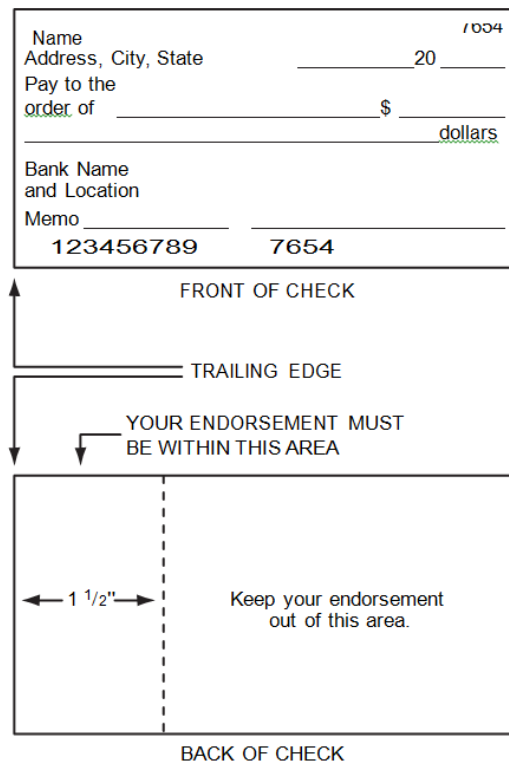 7654
Name
Address, City, State 20
Pay to the
order of $
dollars
Bank Name
and Location
Memo
123456789 7654
FRONT OF CHECK
TRAILING EDGE
YOUR ENDORSEMENT MUST
BE WITHIN THIS AREA
1 1/2"
Keep your endorsement
out of this area.
BACK OF CHECK